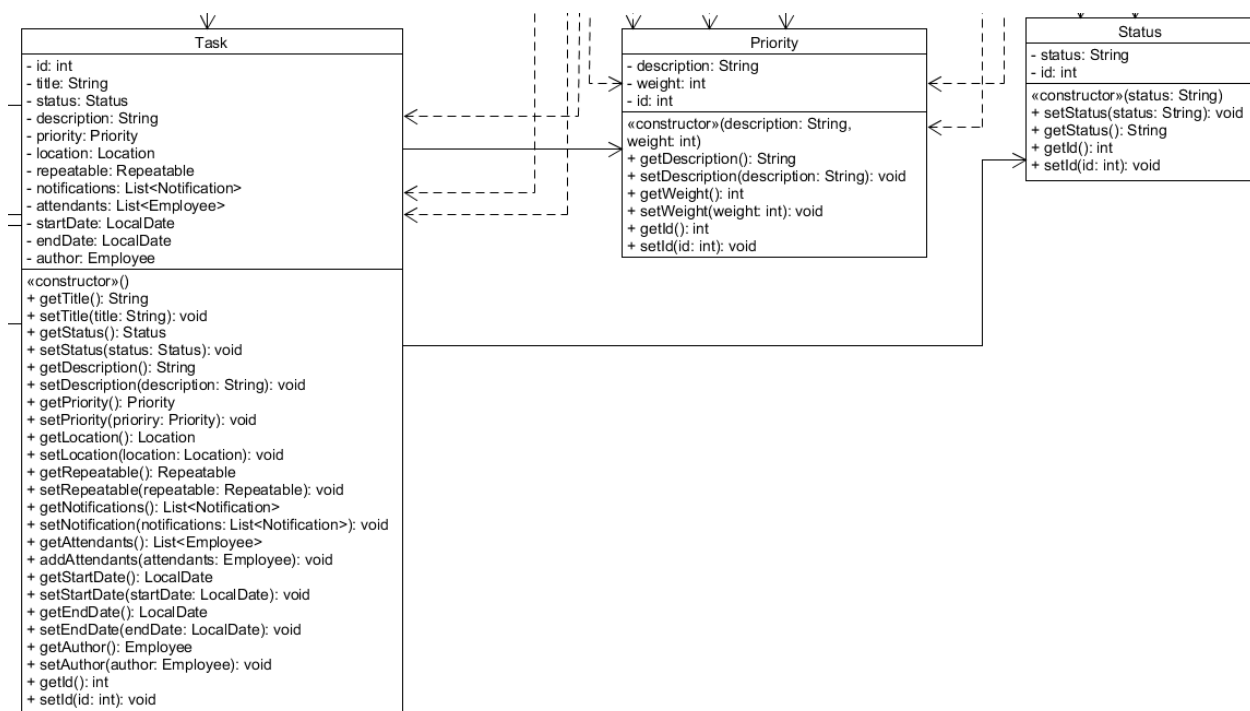 Task
- id: int
- title: String
- status: Status
- description: String
- priority: Priority
- location: Location
- repeatable: Repeatable
- notifications: List<Notification>
- attendants: List<Employee>
- startDate: LocalDate
- endDate: LocalDate
- author: Employee
«constructor»()
+ getTitle(): String
+ setTitle(title: String): void
+ getStatus(): Status
+ setStatus(status: Status): void
+ getDescription(): String
+ setDescription(description: String): void
+ getPriority(): Priority
+ setPriority(prioriry: Priority): void
+ getLocation(): Location
+ setLocation(location: Location): void
+ getRepeatable(): Repeatable
+ setRepeatable(repeatable: Repeatable): void
+ getNotifications(): List<Notification>
+ setNotification(notifications: List<Notification>): void
+ getAttendants(): List<Employee>
+ addAttendants(attendants: Employee): void
+ getStartDate(): LocalDate
+ setStartDate(startDate: LocalDate): void
+ getEndDate(): LocalDate
+ setEndDate(endDate: LocalDate): void
+ getAuthor(): Employee
+ setAuthor(author: Employee): void
+ getId(): int
+ setId(id: int): void
Priority
- description: String
- weight: int
- id: int
«constructor»(description: String,
weight: int)
+ getDescription(): String
+ setDescription(description: String): void
+ getWeight(): int
+ setWeight(weight: int): void
+ getId(): int
+ setId(id: int): void
Status
- status: String
- id: int
«constructor»(status: String)
+ setStatus(status: String): void
+ getStatus(): String
+ getId(): int
+ setId(id: int): void